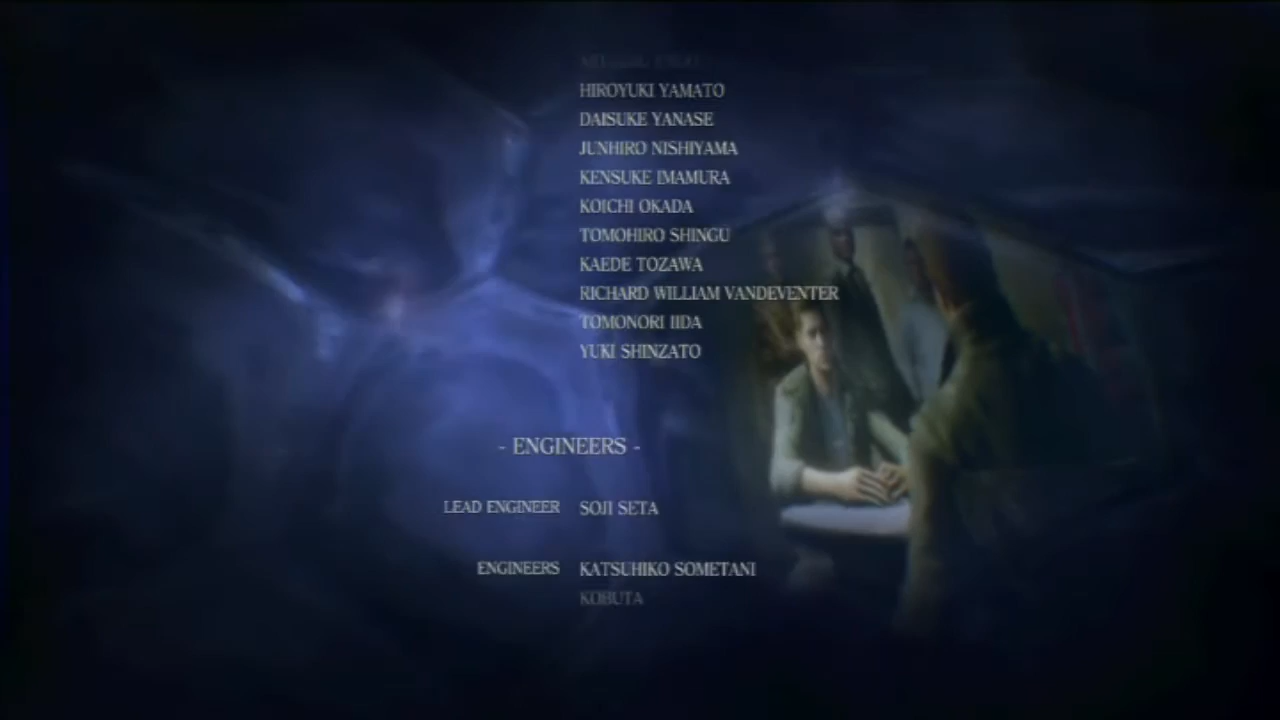 HIROYUKI YAMATO
DAISUKE YANASE
JUNHIRO NISHIYAMA
KENSUKE IMAMURA
KOICHI OKADA
TOMOHIRO SHINGU
KAEDE TOZAWA
RICHARD WILLIAM VANDEVENTER
TOMONORI IIDA
YUKI SHINZATO
- ENGINEERS -
LEAD ENGINEER SOJI SETA
ENGINEERS KATSUHIKO SOMETANI
KOBUTA